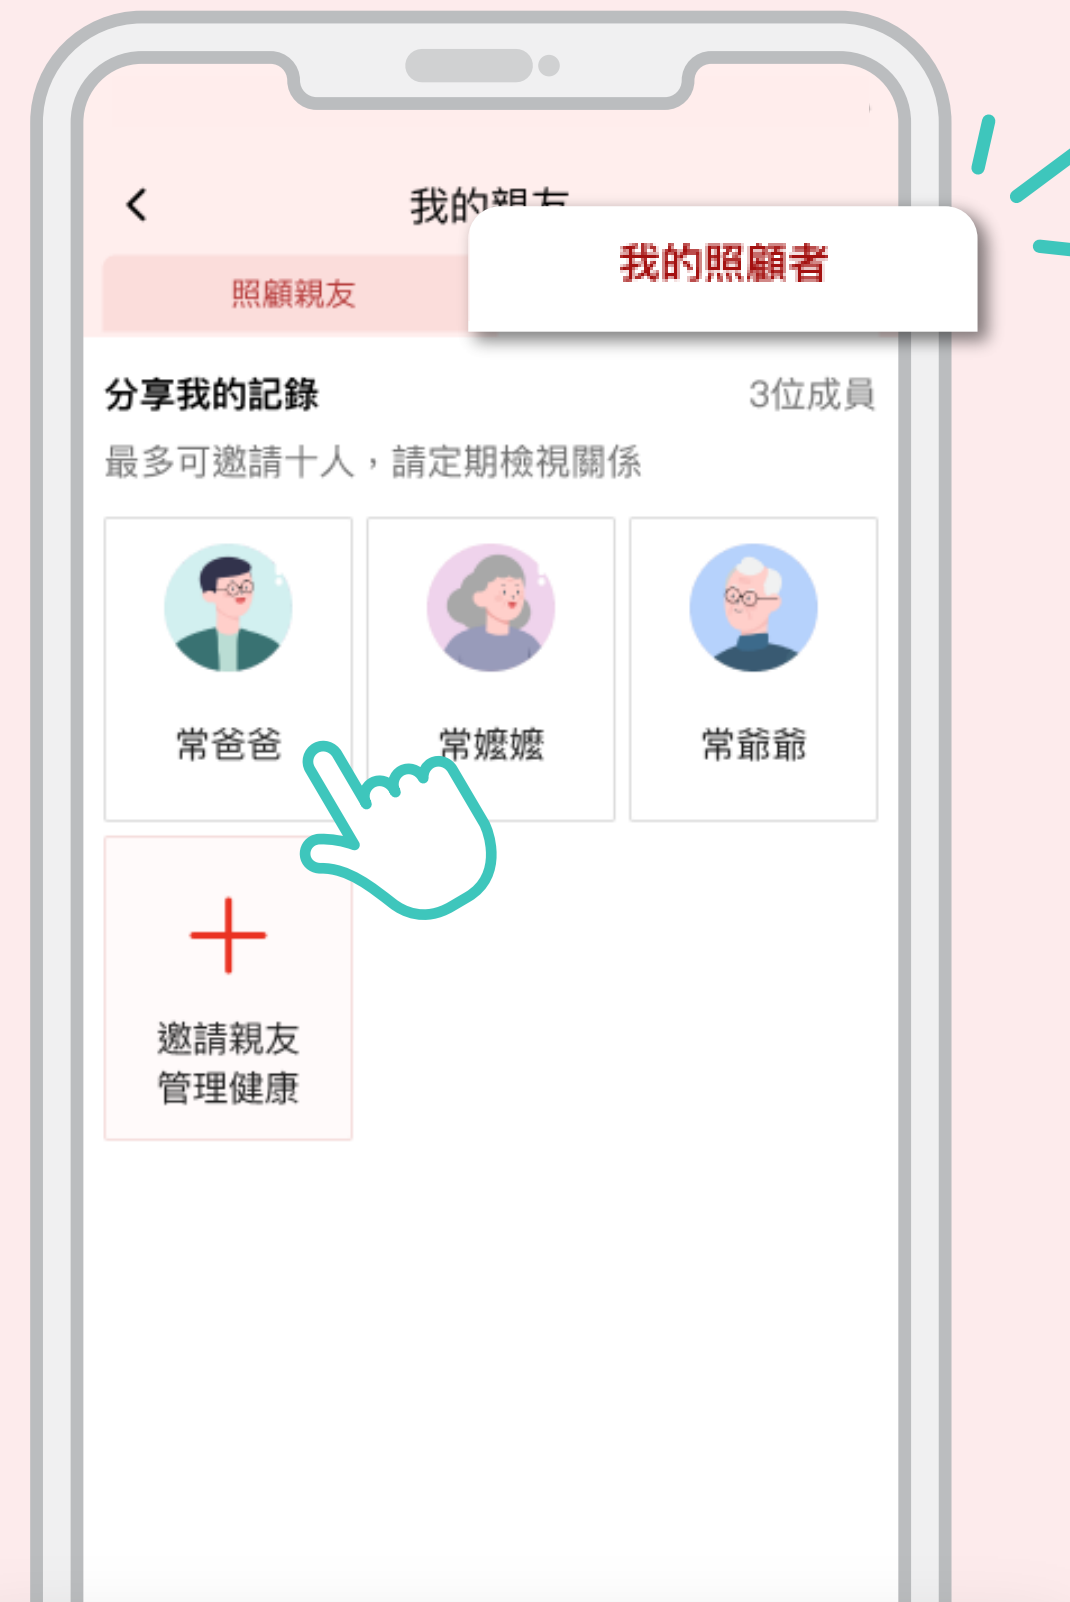 我的親友
照顧親友
我的照顧者
分享我的記錄
3位成員
最多可邀請十人，請定期檢視關係
常爸爸
常嬤嬤
常爺爺
邀請親友
管理健康